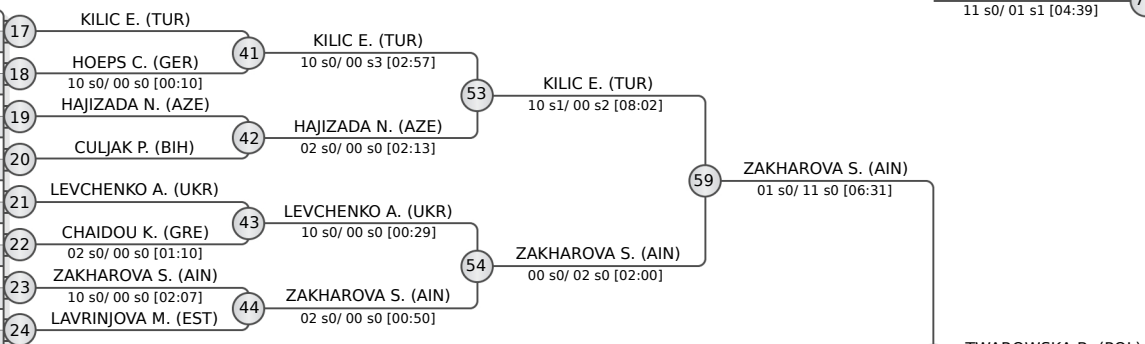 11 s0/ 01 s1 [04:39]
17
KILIC E. (TUR)
41
KILIC E. (TUR)
10 s0/ 00 s3 [02:57]
18
HOEPS C. (GER)
10 s0/ 00 s0 [00:10]
53
KILIC E. (TUR)
10 s1/ 00 s2 [08:02]
19
HAJIZADA N. (AZE)
42
HAJIZADA N. (AZE)
02 s0/ 00 s0 [02:13]
20
CULJAK P. (BIH)
59
ZAKHAROVA S. (AIN)
01 s0/ 11 s0 [06:31]
21
LEVCHENKO A. (UKR)
43
LEVCHENKO A. (UKR)
10 s0/ 00 s0 [00:29]
22
CHAIDOU K. (GRE)
02 s0/ 00 s0 [01:10]
54
ZAKHAROVA S. (AIN)
00 s0/ 02 s0 [02:00]
23
ZAKHAROVA S. (AIN)
10 s0/ 00 s0 [02:07]
44
ZAKHAROVA S. (AIN)
02 s0/ 00 s0 [00:50]
24
LAVRINJOVA M. (EST)